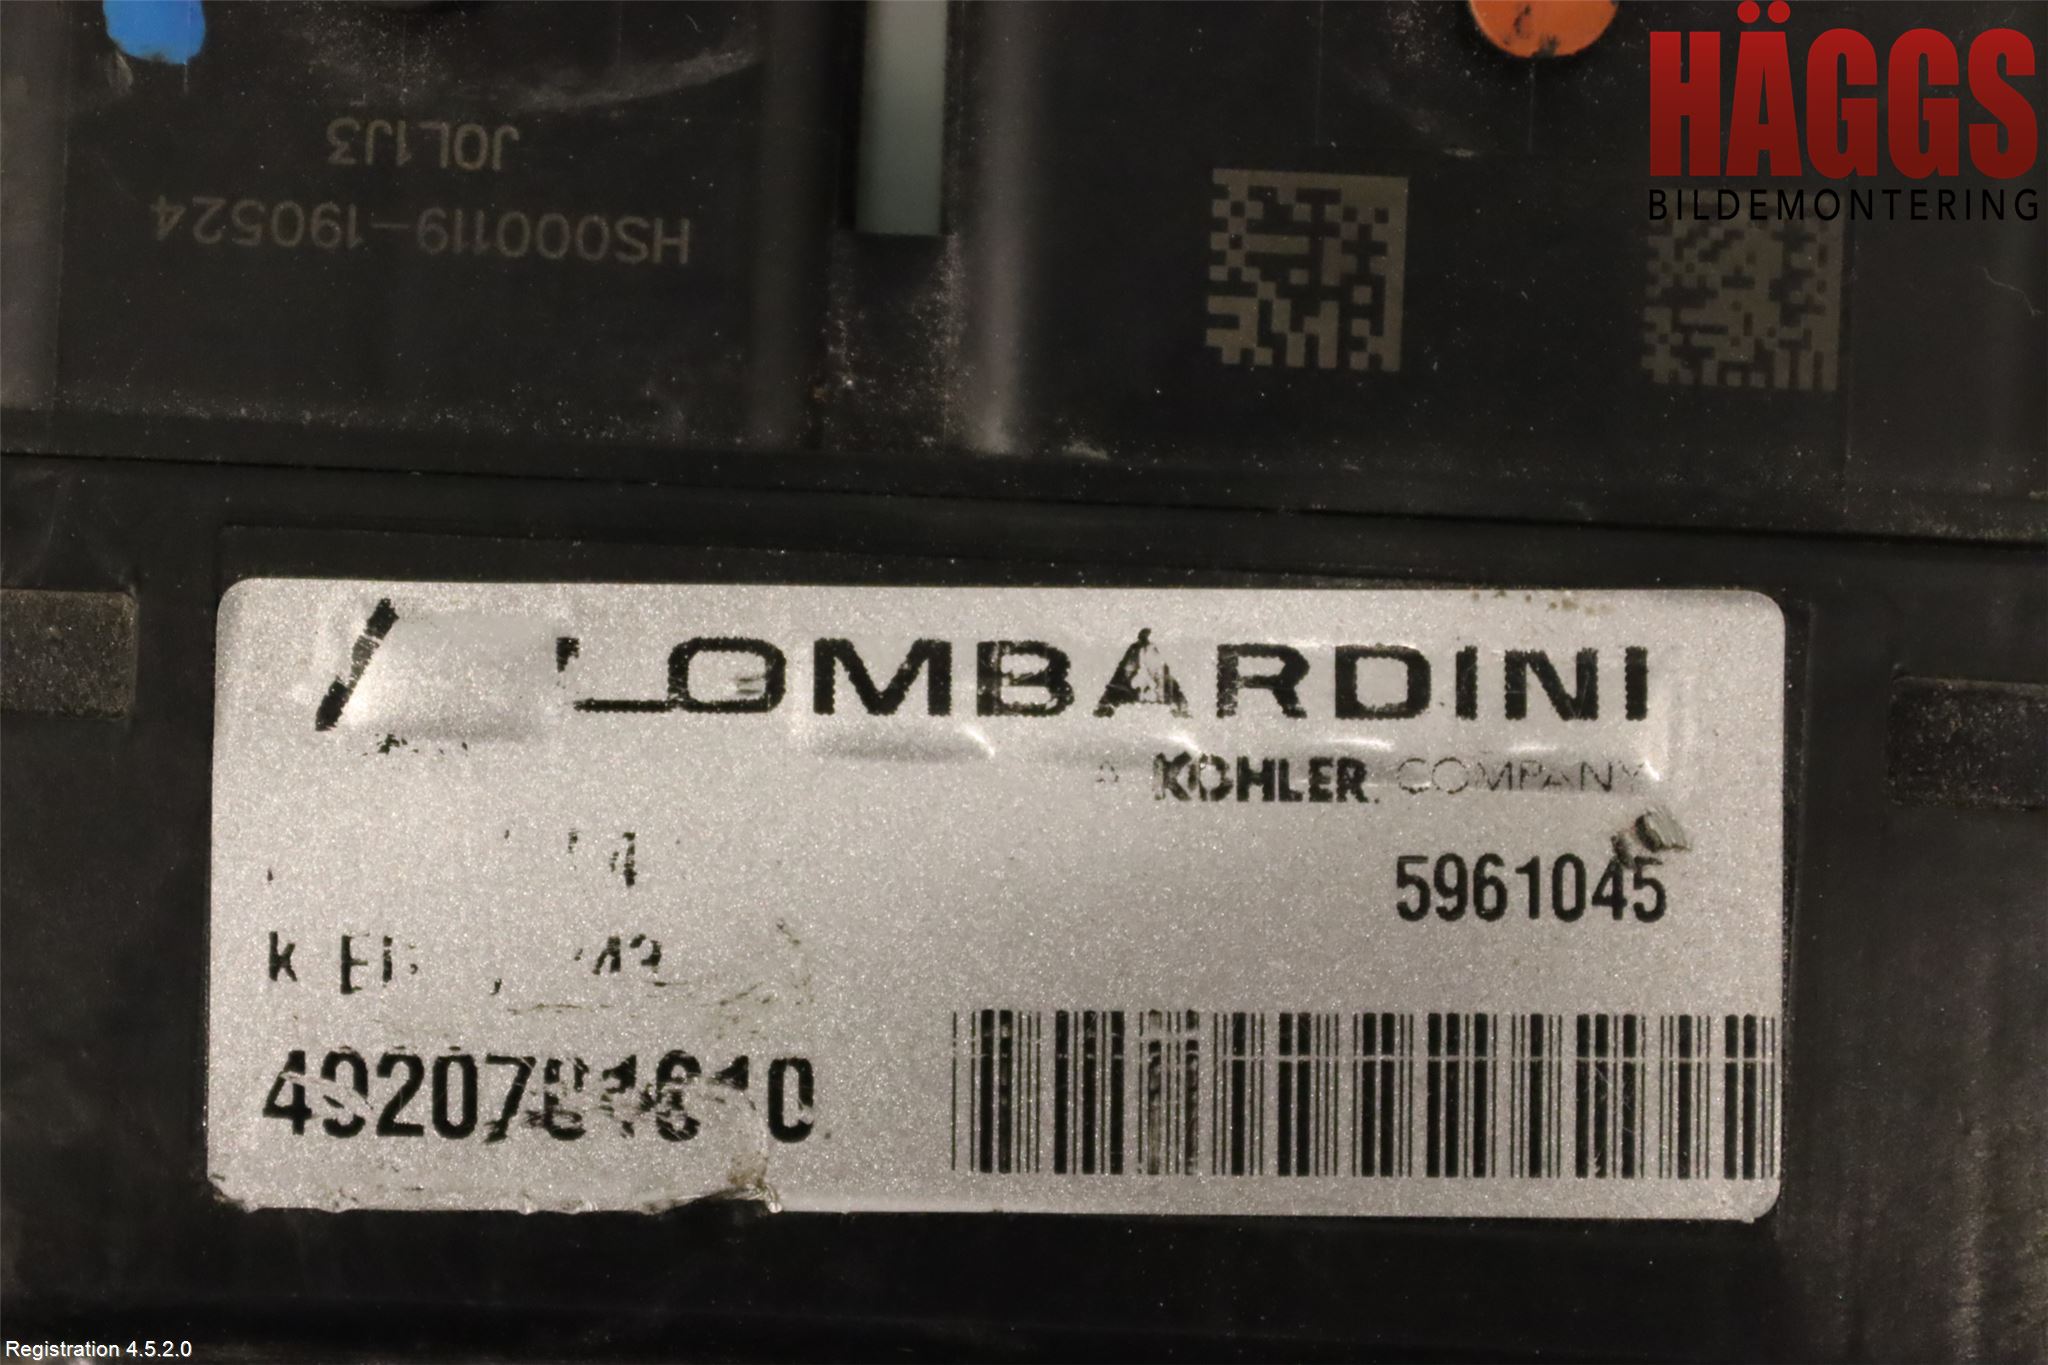 HÄGGS
BILDEMONTERING
J0L1J3
HS000119-190524
LOMBARDINI
A KOHLER COMPANY
5961045
Registration 4.5.2.0